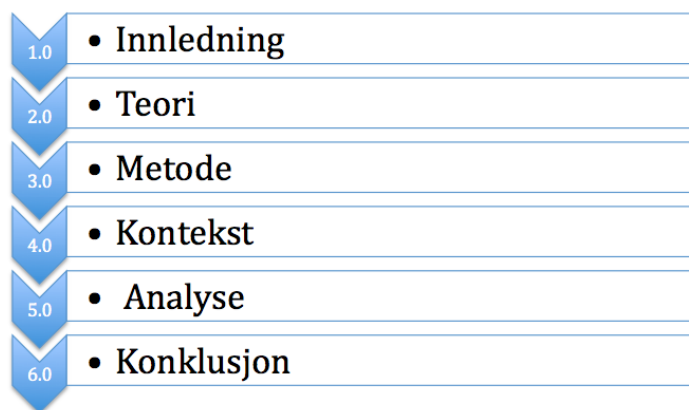 1.0 • Innledning
2.0 • Teori
3.0 • Metode
4.0 • Kontekst
5.0 • Analyse
6.0 • Konklusjon